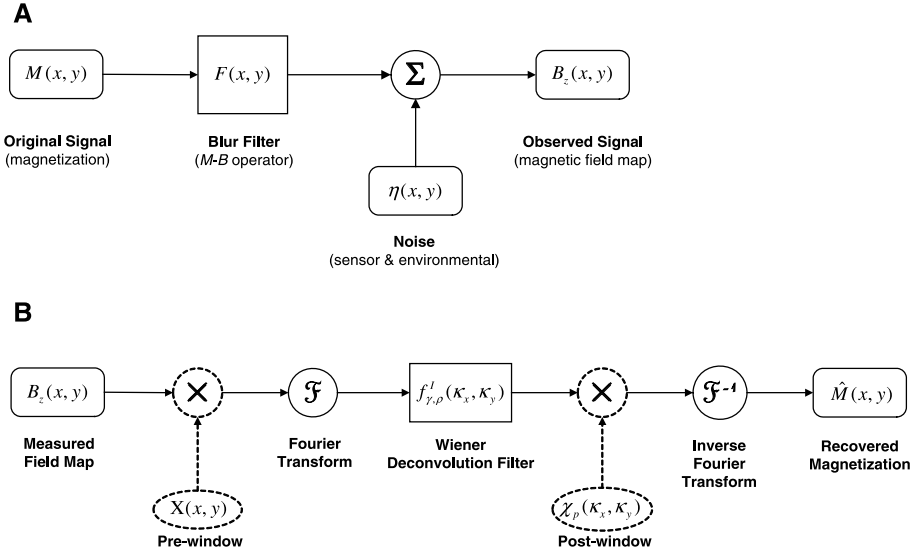 A
M(x, y)
F(x, y)
Σ
B_z(x, y)
Original Signal
(magnetization)
Blur Filter
(M-B operator)
Observed Signal
(magnetic field map)
η(x, y)
Noise
(sensor & environmental)
B
B_z(x, y)
×
ℱ
f^I_{γ,ρ}(κ_x, κ_y)
×
ℱ⁻¹
M̂(x, y)
Measured
Field Map
Fourier
Transform
Wiener
Deconvolution Filter
Inverse
Fourier
Transform
Recovered
Magnetization
X(x, y)
Pre-window
χ_p(κ_x, κ_y)
Post-window